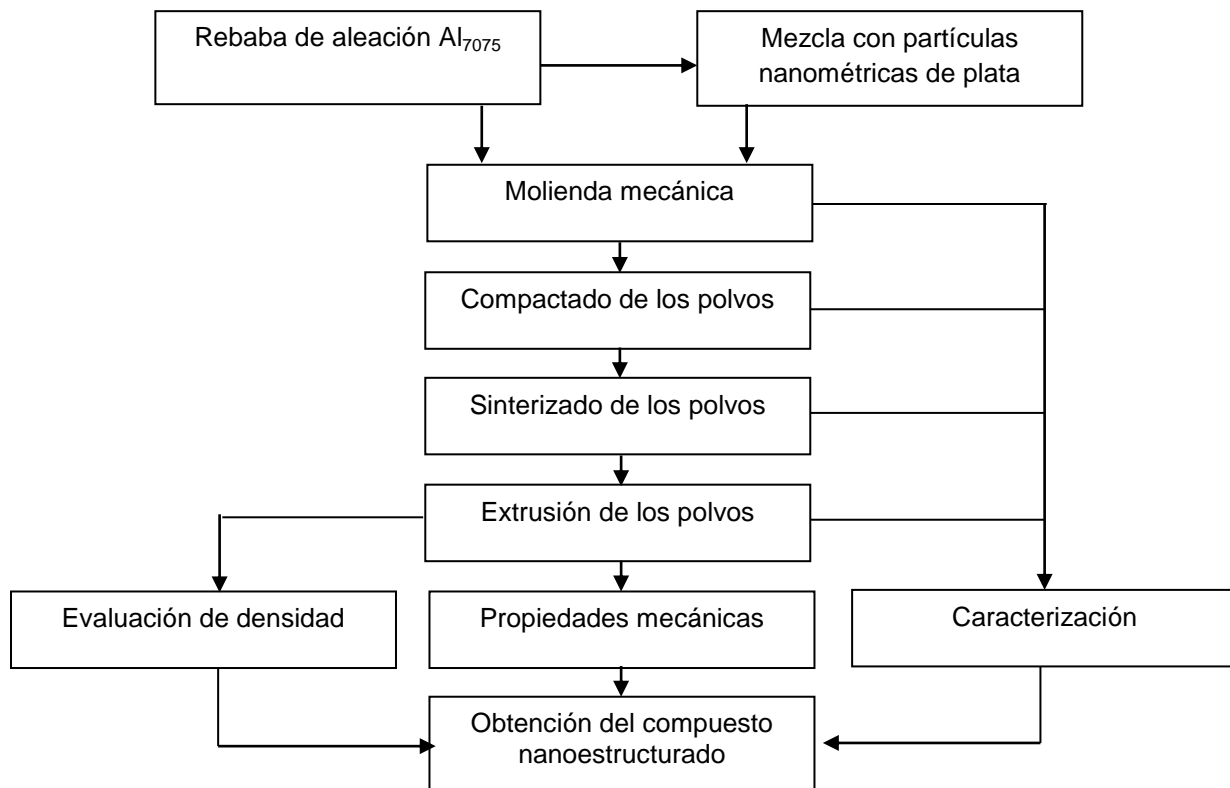 Rebaba de aleación Al₇₀₇₅
Mezcla con partículas
nanométricas de plata
Molienda mecánica
Compactado de los polvos
Sinterizado de los polvos
Extrusión de los polvos
Evaluación de densidad
Propiedades mecánicas
Caracterización
Obtención del compuesto
nanoestructurado